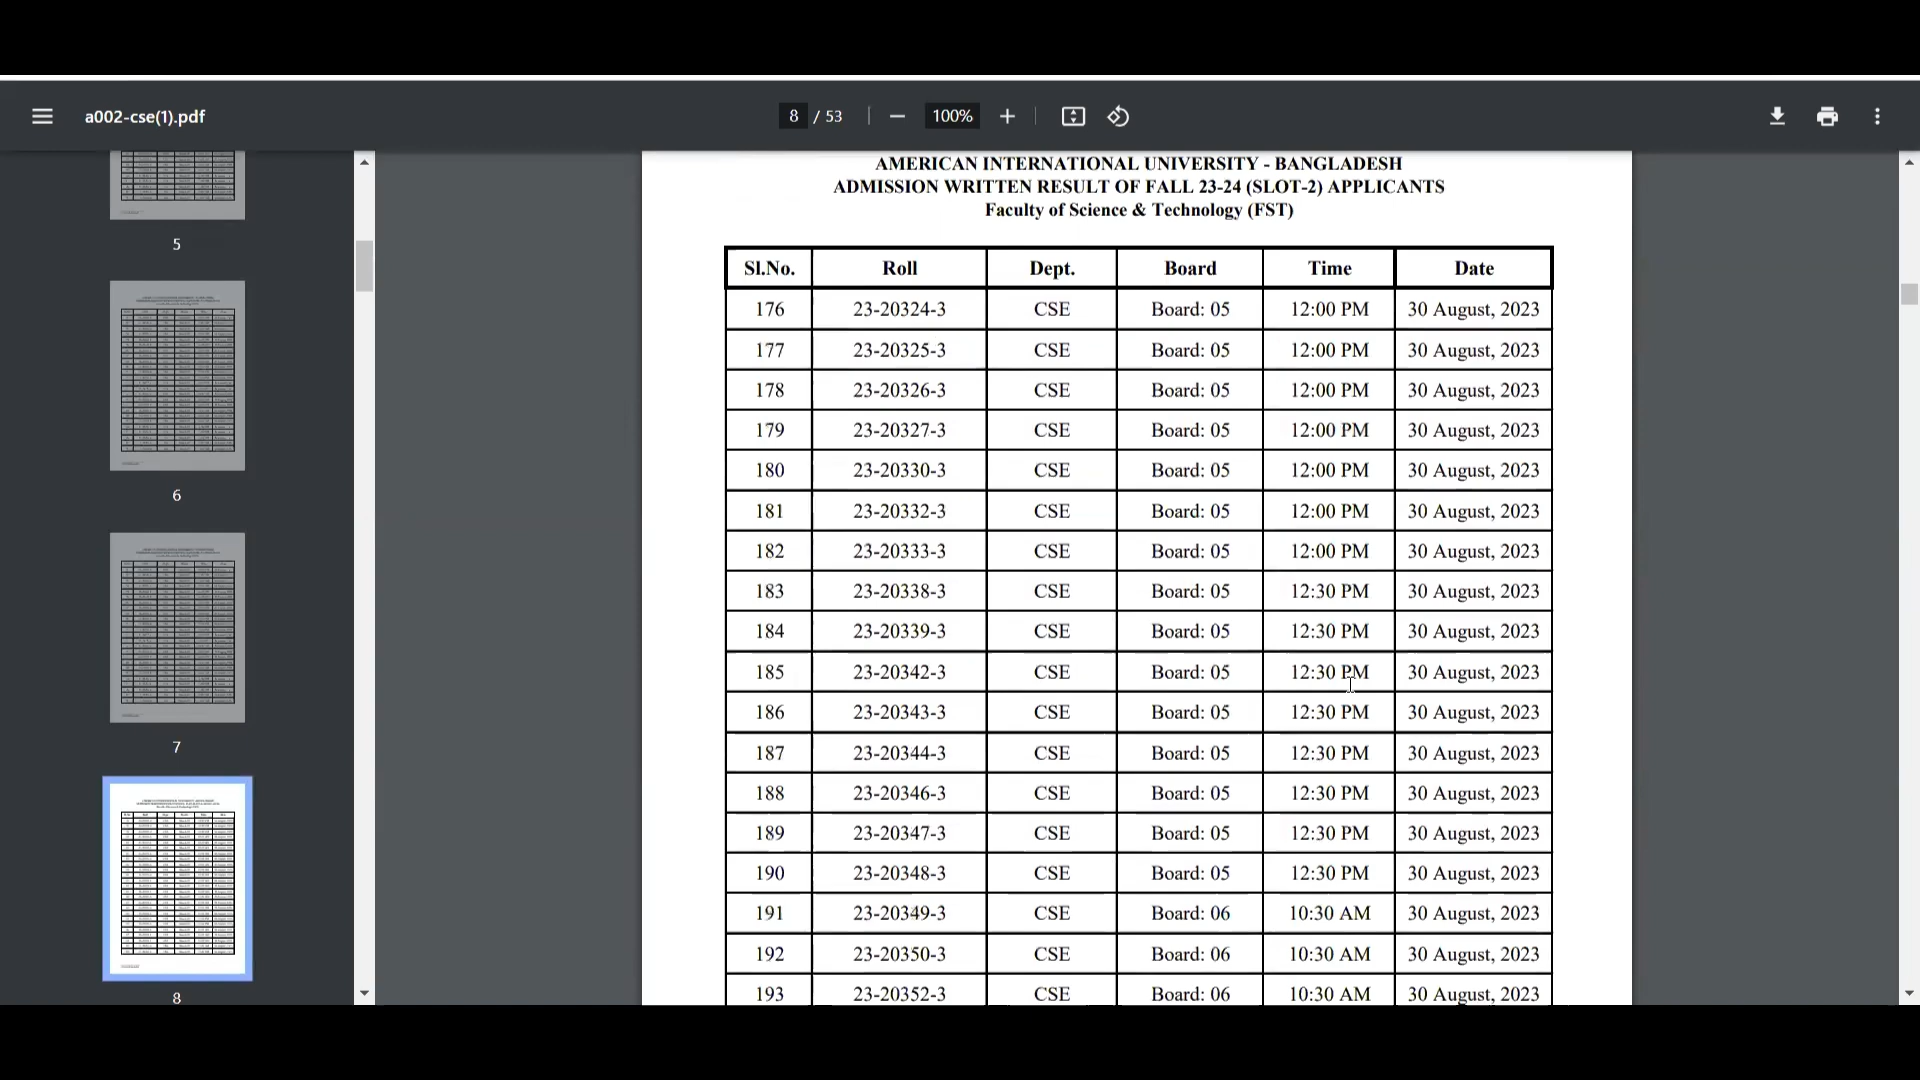 a002-cse(1).pdf
8 / 53
100%
5
6
7
8
AMERICAN INTERNATIONAL UNIVERSITY - BANGLADESH
ADMISSION WRITTEN RESULT OF FALL 23-24 (SLOT-2) APPLICANTS
Faculty of Science & Technology (FST)
Sl.No. Roll Dept. Board Time Date
176 23-20324-3 CSE Board: 05 12:00 PM 30 August, 2023
177 23-20325-3 CSE Board: 05 12:00 PM 30 August, 2023
178 23-20326-3 CSE Board: 05 12:00 PM 30 August, 2023
179 23-20327-3 CSE Board: 05 12:00 PM 30 August, 2023
180 23-20330-3 CSE Board: 05 12:00 PM 30 August, 2023
181 23-20332-3 CSE Board: 05 12:00 PM 30 August, 2023
182 23-20333-3 CSE Board: 05 12:00 PM 30 August, 2023
183 23-20338-3 CSE Board: 05 12:30 PM 30 August, 2023
184 23-20339-3 CSE Board: 05 12:30 PM 30 August, 2023
185 23-20342-3 CSE Board: 05 12:30 PM 30 August, 2023
186 23-20343-3 CSE Board: 05 12:30 PM 30 August, 2023
187 23-20344-3 CSE Board: 05 12:30 PM 30 August, 2023
188 23-20346-3 CSE Board: 05 12:30 PM 30 August, 2023
189 23-20347-3 CSE Board: 05 12:30 PM 30 August, 2023
190 23-20348-3 CSE Board: 05 12:30 PM 30 August, 2023
191 23-20349-3 CSE Board: 06 10:30 AM 30 August, 2023
192 23-20350-3 CSE Board: 06 10:30 AM 30 August, 2023
193 23-20352-3 CSE Board: 06 10:30 AM 30 August, 2023